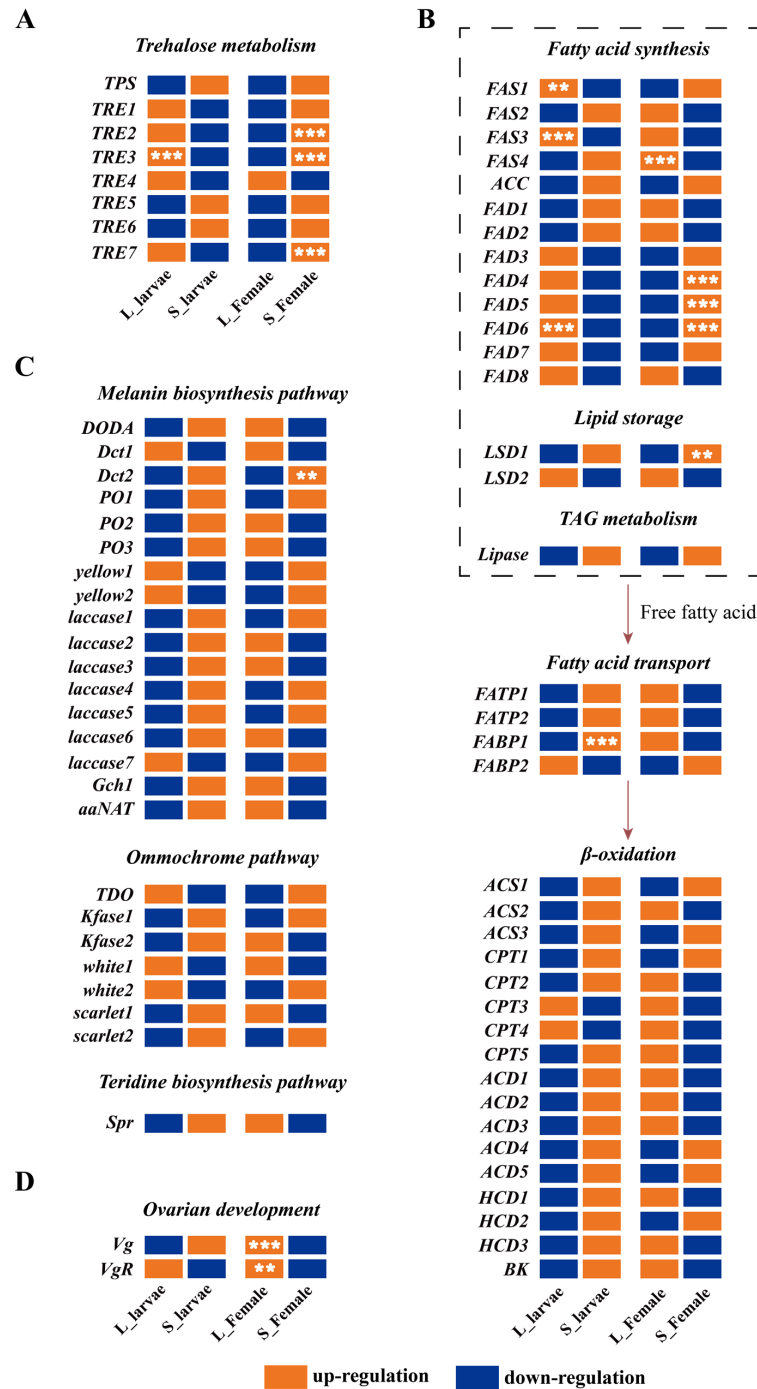 A
Trehalose metabolism
TPS
TRE1
TRE2 ***
TRE3 *** ***
TRE4
TRE5
TRE6
TRE7 ***
L_larvae S_larvae L_Female S_Female
B
Fatty acid synthesis
FAS1 **
FAS2
FAS3 ***
FAS4 ***
ACC
FAD1
FAD2
FAD3
FAD4 ***
FAD5 ***
FAD6 *** ***
FAD7
FAD8
Lipid storage
LSD1 **
LSD2
TAG metabolism
Lipase
Free fatty acid
Fatty acid transport
FATP1
FATP2
FABP1 ***
FABP2
β-oxidation
ACS1
ACS2
ACS3
CPT1
CPT2
CPT3
CPT4
CPT5
ACD1
ACD2
ACD3
ACD4
ACD5
HCD1
HCD2
HCD3
BK
L_larvae S_larvae L_Female S_Female
C
Melanin biosynthesis pathway
DODA
Dct1
Dct2 **
PO1
PO2
PO3
yellow1
yellow2
laccase1
laccase2
laccase3
laccase4
laccase5
laccase6
laccase7
Gch1
aaNAT
Ommochrome pathway
TDO
Kfase1
Kfase2
white1
white2
scarlet1
scarlet2
Teridine biosynthesis pathway
Spr
D
Ovarian development
Vg ***
VgR **
L_larvae S_larvae L_Female S_Female
up-regulation down-regulation